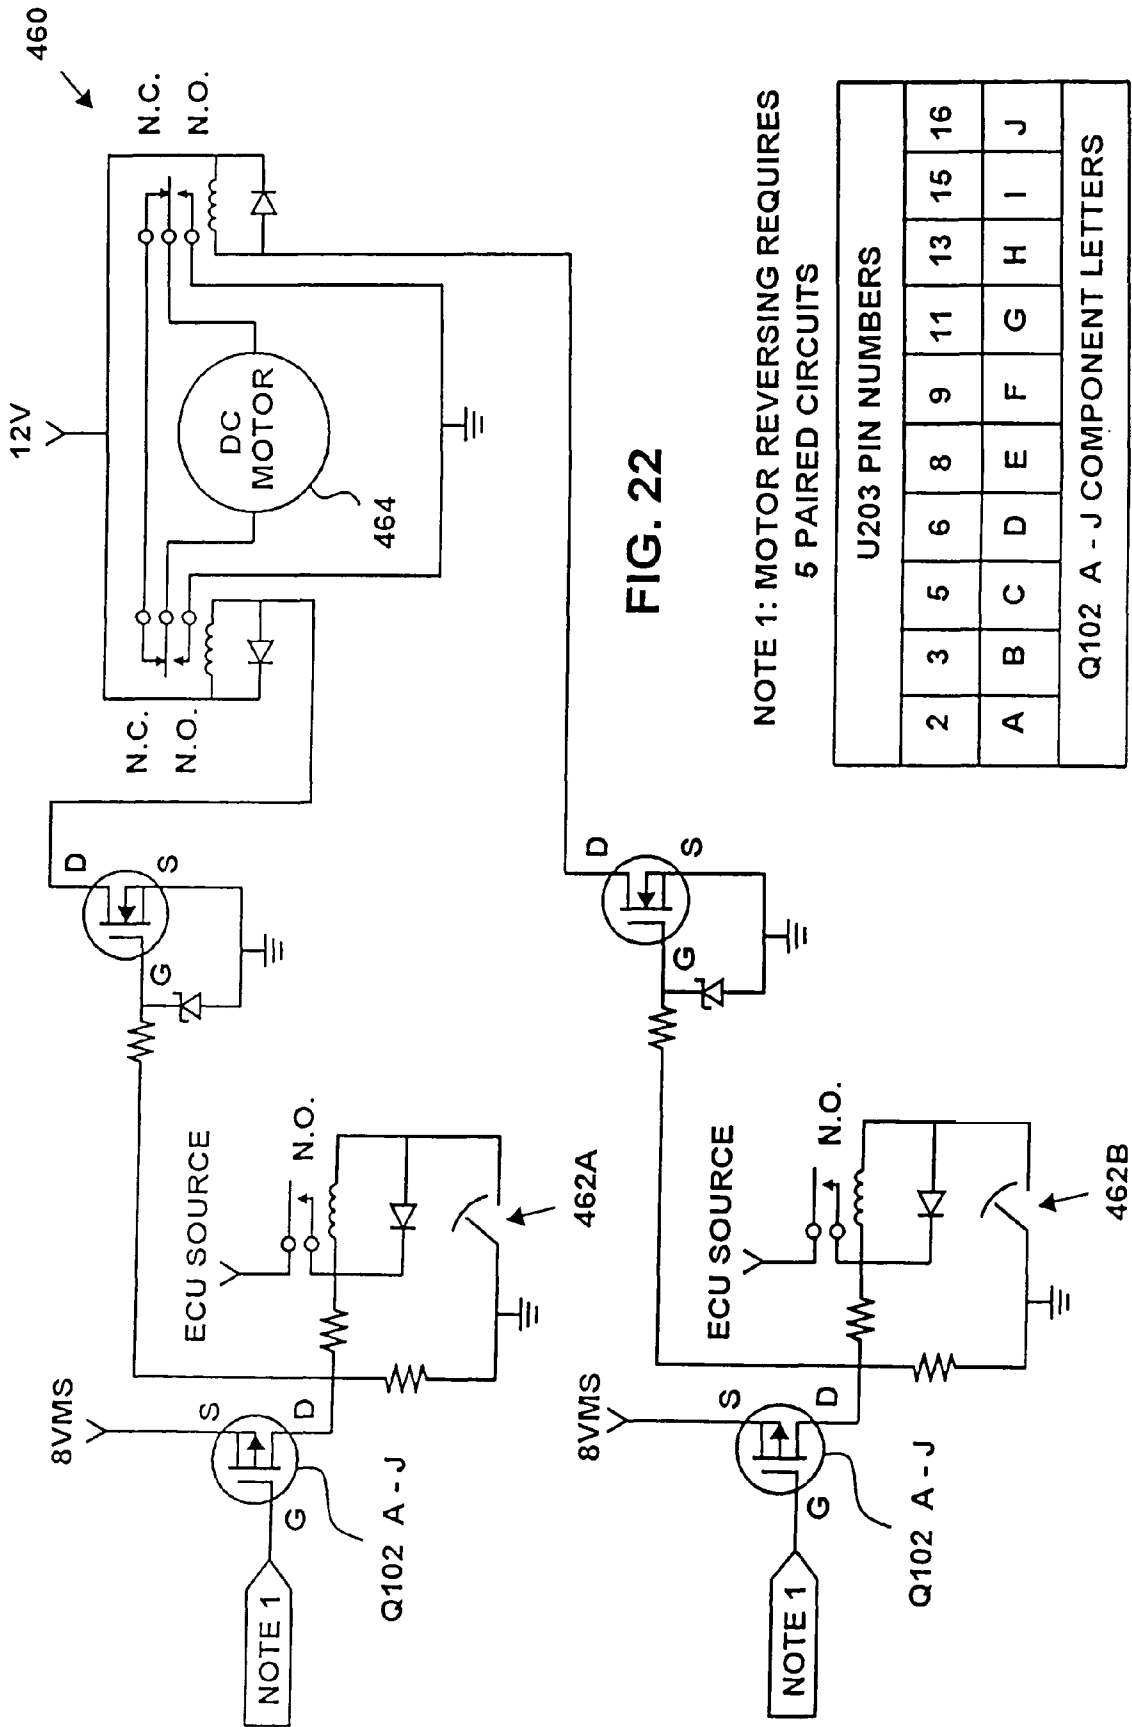 460
12V
N.C.
N.O.
N.C.
N.O.
DC
MOTOR
464
D
S
G
ECU SOURCE
N.O.
462A
8VMS
S
D
G
Q102 A - J
NOTE 1
D
S
G
ECU SOURCE
N.O.
462B
8VMS
S
D
G
Q102 A - J
NOTE 1
FIG. 22
NOTE 1: MOTOR REVERSING REQUIRES
5 PAIRED CIRCUITS
U203 PIN NUMBERS
2 3 5 6 8 9 11 13 15 16
A B C D E F G H I J
Q102 A - J COMPONENT LETTERS